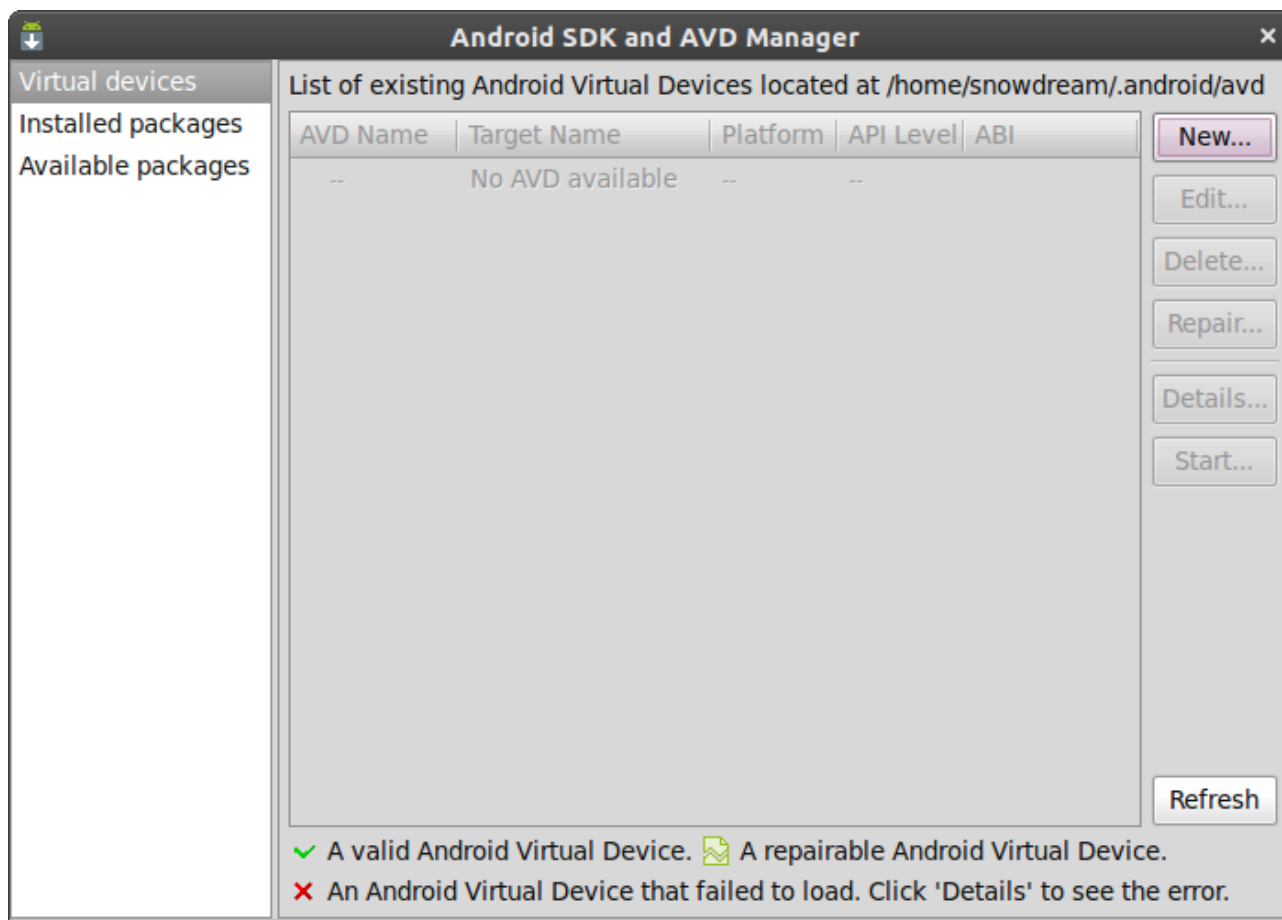 Android SDK and AVD Manager
Virtual devices
Installed packages
Available packages
List of existing Android Virtual Devices located at /home/snowdream/.android/avd
AVD Name Target Name Platform API Level ABI
-- No AVD available -- --
New...
Edit...
Delete...
Repair...
Details...
Start...
Refresh
A valid Android Virtual Device. A repairable Android Virtual Device.
An Android Virtual Device that failed to load. Click 'Details' to see the error.